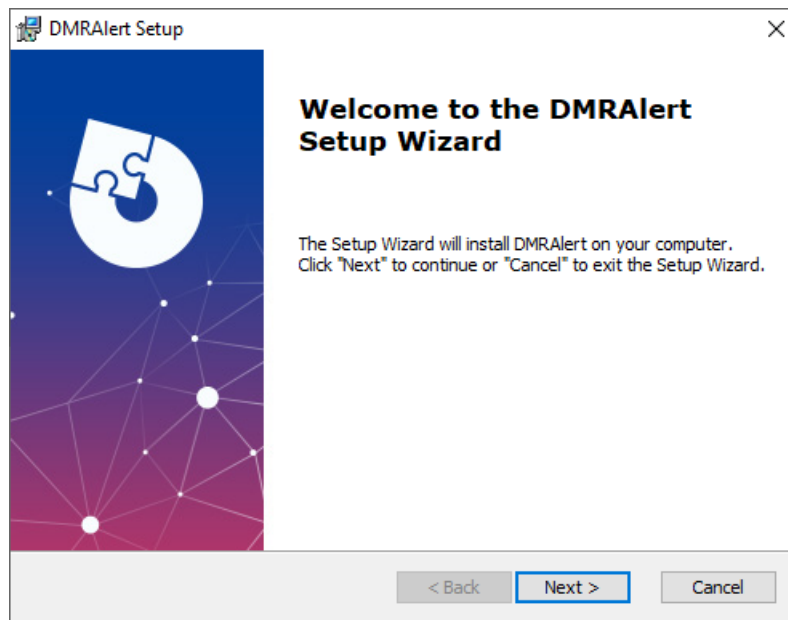 DMRAlert Setup
Welcome to the DMRAlert
Setup Wizard
The Setup Wizard will install DMRAlert on your computer.
Click "Next" to continue or "Cancel" to exit the Setup Wizard.
< Back
Next >
Cancel